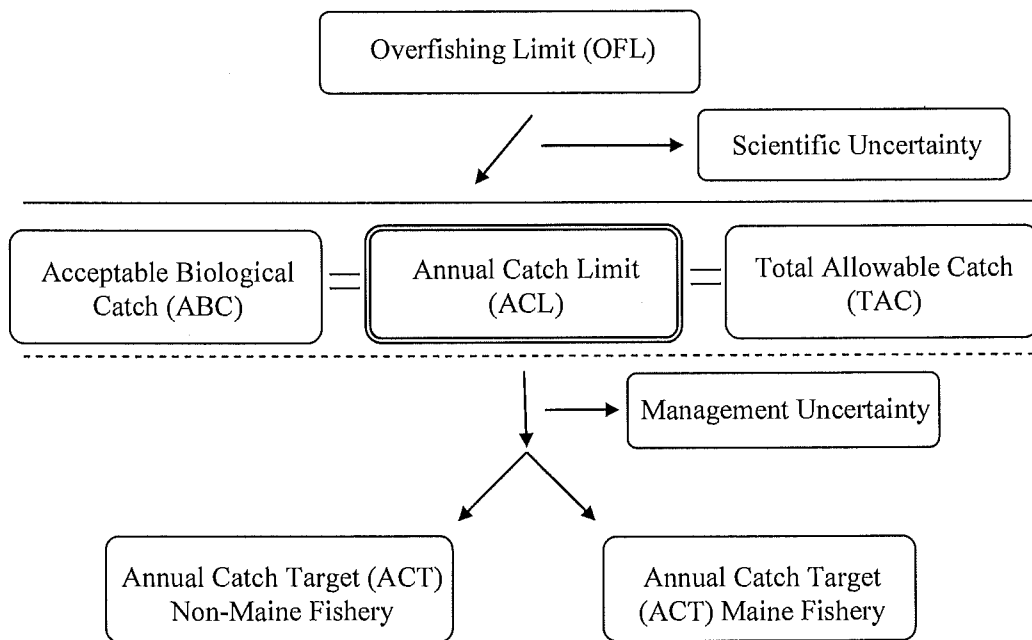 Overfishing Limit (OFL)
Scientific Uncertainty
Acceptable Biological
Catch (ABC)
=
Annual Catch Limit
(ACL)
=
Total Allowable Catch
(TAC)
Management Uncertainty
Annual Catch Target (ACT)
Non-Maine Fishery
Annual Catch Target
(ACT) Maine Fishery